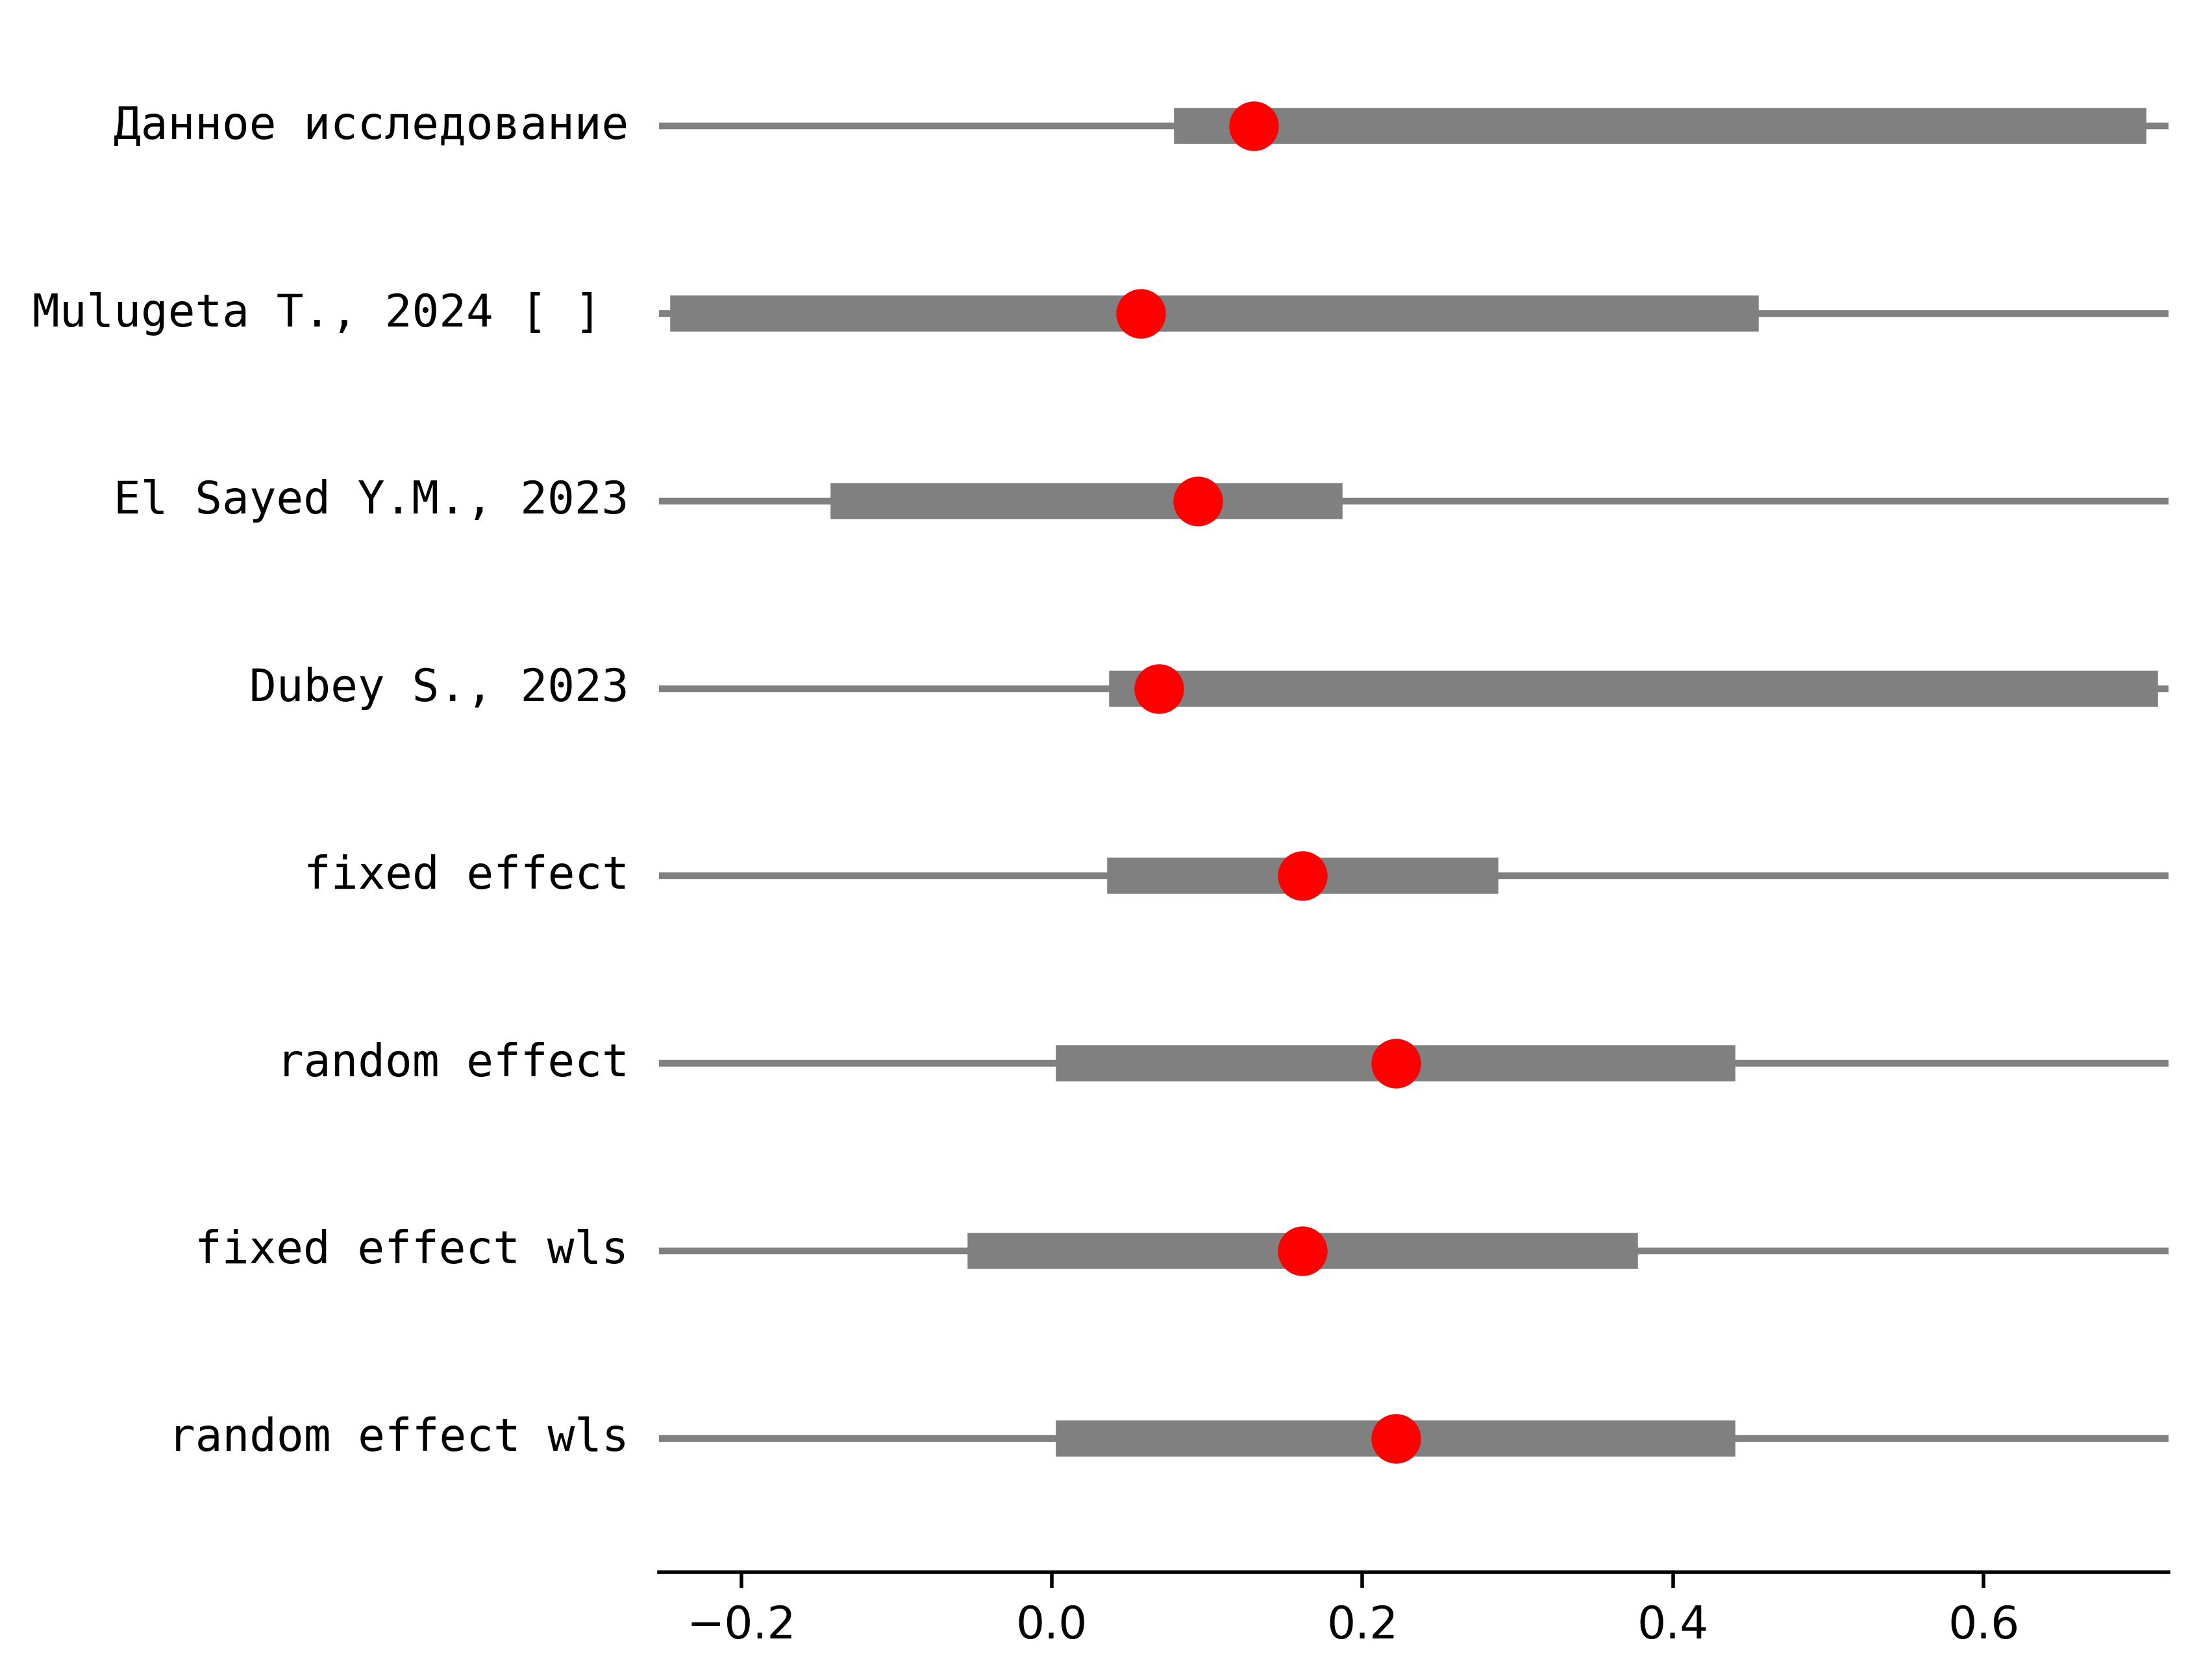 Данное исследование
Mulugeta T., 2024 [ ]
El Sayed Y.M., 2023
Dubey S., 2023
fixed effect
random effect
fixed effect wls
random effect wls
−0.2 0.0 0.2 0.4 0.6